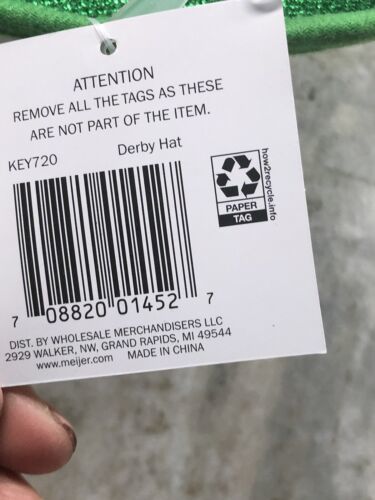 ATTENTION
REMOVE ALL THE TAGS AS THESE
ARE NOT PART OF THE ITEM.
KEY720 Derby Hat
how2recycle.info
PAPER
TAG
7 08820 01452 7
DIST. BY WHOLESALE MERCHANDISERS LLC
2929 WALKER, NW, GRAND RAPIDS, MI 49544
www.meijer.com MADE IN CHINA